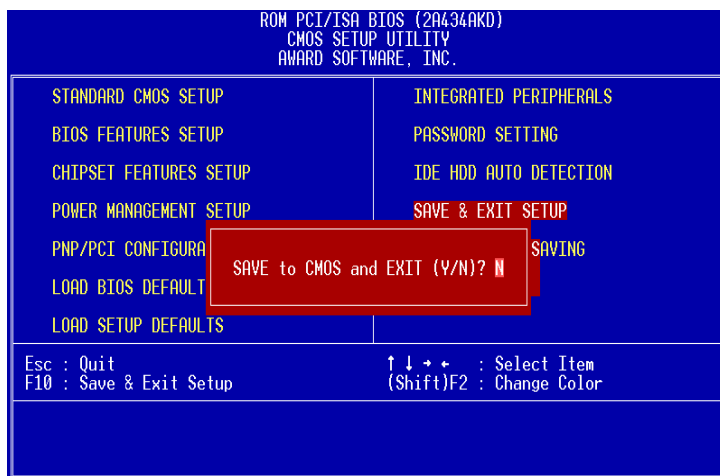 ROM PCI/ISA BIOS (2A434AKD)
CMOS SETUP UTILITY
AWARD SOFTWARE, INC.
STANDARD CMOS SETUP
BIOS FEATURES SETUP
CHIPSET FEATURES SETUP
POWER MANAGEMENT SETUP
PNP/PCI CONFIGURA
LOAD BIOS DEFAULT
LOAD SETUP DEFAULTS
INTEGRATED PERIPHERALS
PASSWORD SETTING
IDE HDD AUTO DETECTION
SAVE & EXIT SETUP
SAVING
SAVE to CMOS and EXIT (Y/N)? N
Esc : Quit
F10 : Save & Exit Setup
↑ ↓ → ← : Select Item
(Shift)F2 : Change Color